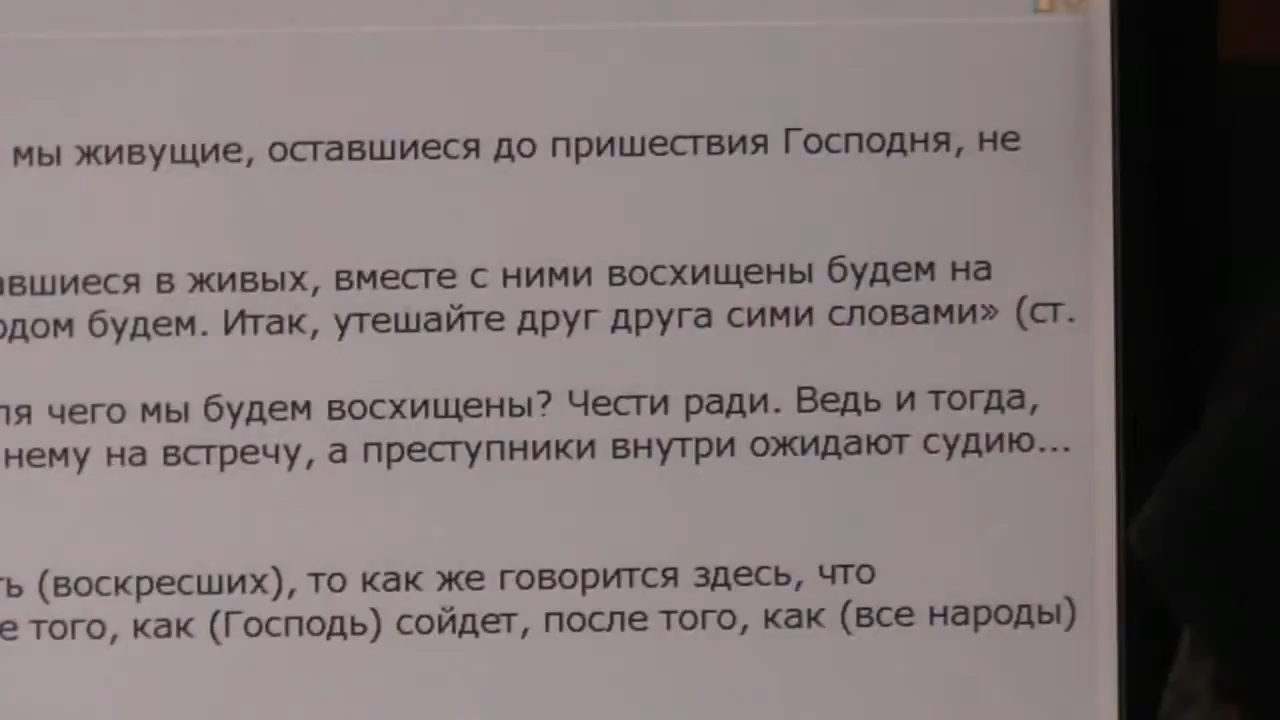 мы живущие, оставшиеся до пришествия Господня, не
авшиеся в живых, вместе с ними восхищены будем на
одом будем. Итак, утешайте друг друга сими словами» (ст.
ля чего мы будем восхищены? Чести ради. Ведь и тогда,
нему на встречу, а преступники внутри ожидают судию...
ть (воскресших), то как же говорится здесь, что
е того, как (Господь) сойдет, после того, как (все народы)